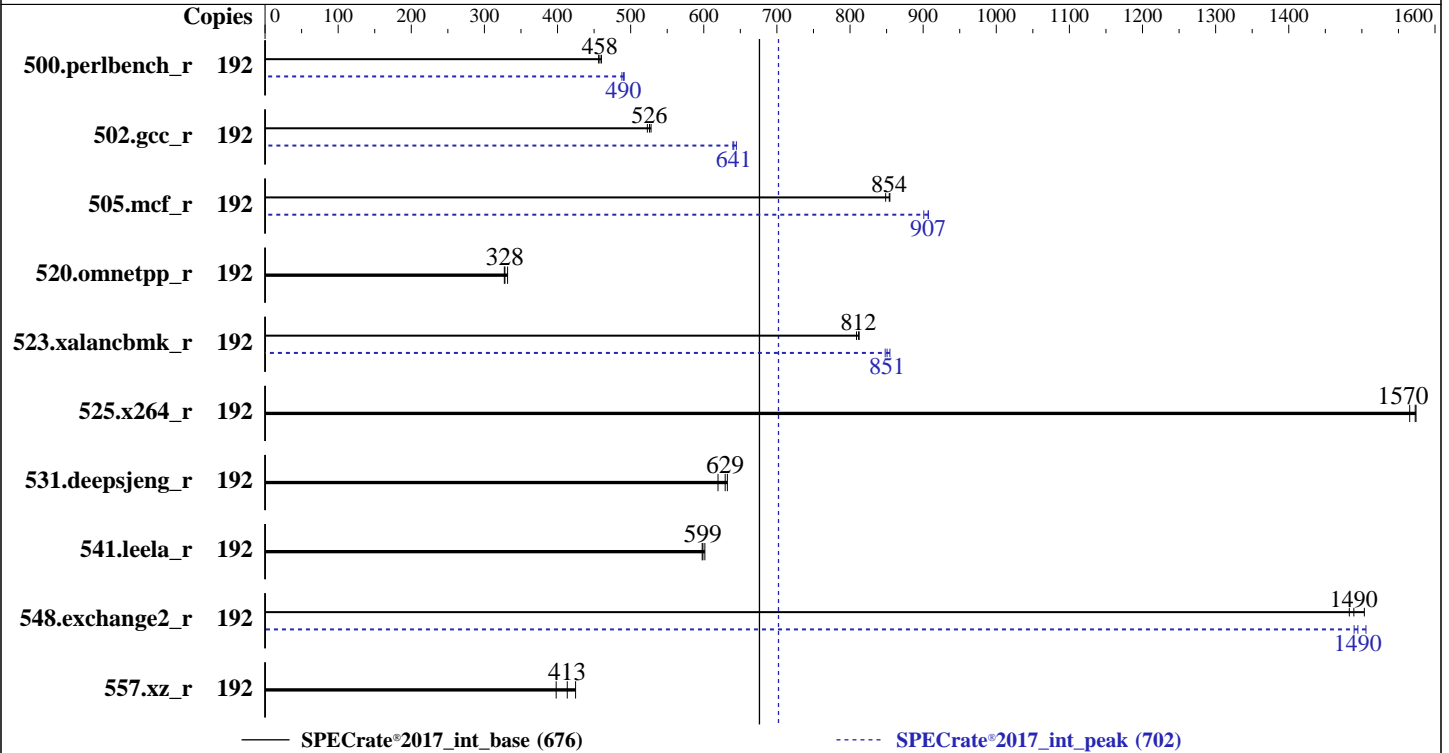 Copies 0 100 200 300 400 500 600 700 800 900 1000 1100 1200 1300 1400 1600
500.perlbench_r 192 458
490
502.gcc_r 192 526
641
505.mcf_r 192 854
907
520.omnetpp_r 192 328
523.xalancbmk_r 192 812
851
525.x264_r 192 1570
531.deepsjeng_r 192 629
541.leela_r 192 599
548.exchange2_r 192 1490
1490
557.xz_r 192 413
SPECrate®2017_int_base (676) SPECrate®2017_int_peak (702)